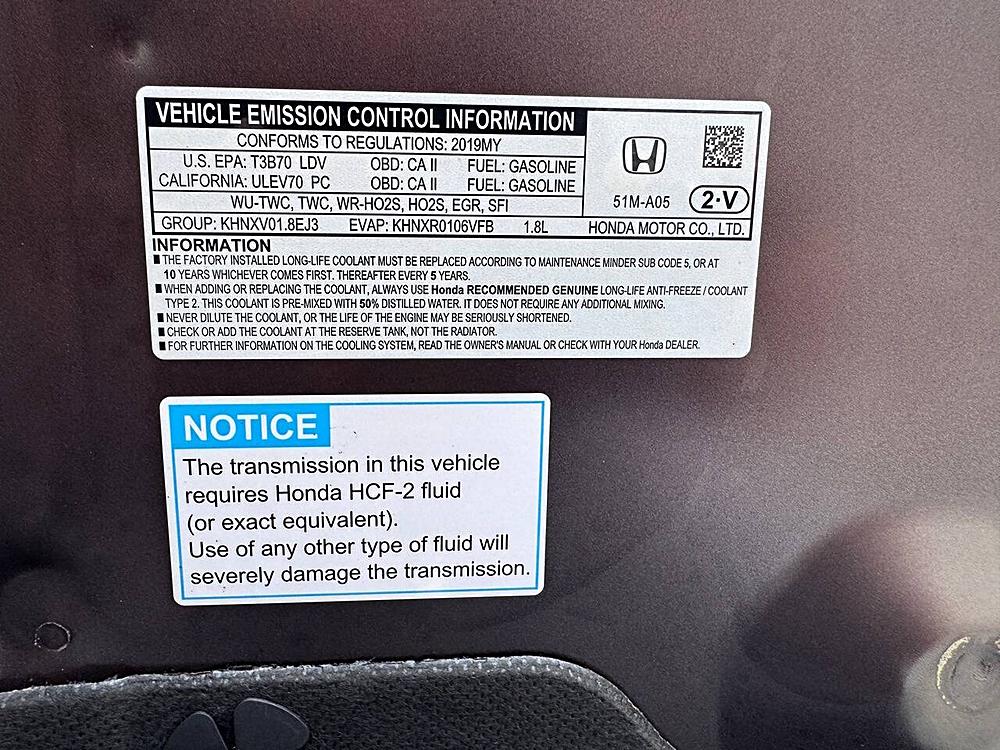 VEHICLE EMISSION CONTROL INFORMATION
CONFORMS TO REGULATIONS: 2019MY
U.S. EPA: T3B70 LDV OBD: CA II FUEL: GASOLINE
CALIFORNIA: ULEV70 PC OBD: CA II FUEL: GASOLINE
WU-TWC, TWC, WR-HO2S, HO2S, EGR, SFI
51M-A05 2·V
GROUP: KHNXV01.8EJ3 EVAP: KHNXR0106VFB 1.8L HONDA MOTOR CO., LTD.
INFORMATION
■ THE FACTORY INSTALLED LONG-LIFE COOLANT MUST BE REPLACED ACCORDING TO MAINTENANCE MINDER SUB CODE 5, OR AT
10 YEARS WHICHEVER COMES FIRST. THEREAFTER EVERY 5 YEARS.
■ WHEN ADDING OR REPLACING THE COOLANT, ALWAYS USE Honda RECOMMENDED GENUINE LONG-LIFE ANTI-FREEZE / COOLANT
TYPE 2. THIS COOLANT IS PRE-MIXED WITH 50% DISTILLED WATER. IT DOES NOT REQUIRE ANY ADDITIONAL MIXING.
■ NEVER DILUTE THE COOLANT, OR THE LIFE OF THE ENGINE MAY BE SERIOUSLY SHORTENED.
■ CHECK OR ADD THE COOLANT AT THE RESERVE TANK, NOT THE RADIATOR.
■ FOR FURTHER INFORMATION ON THE COOLING SYSTEM, READ THE OWNER'S MANUAL OR CHECK WITH YOUR Honda DEALER.
NOTICE
The transmission in this vehicle
requires Honda HCF-2 fluid
(or exact equivalent).
Use of any other type of fluid will
severely damage the transmission.